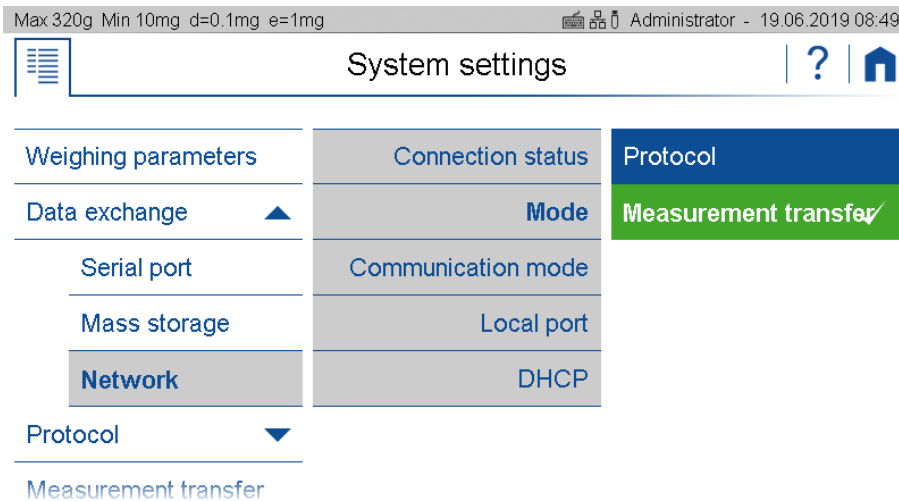 Max 320g Min 10mg d=0.1mg e=1mg Administrator - 19.06.2019 08:49
System settings ?
Weighing parameters
Data exchange
Serial port
Mass storage
Network
Protocol
Measurement transfer
Connection status
Mode
Communication mode
Local port
DHCP
Protocol
Measurement transfer